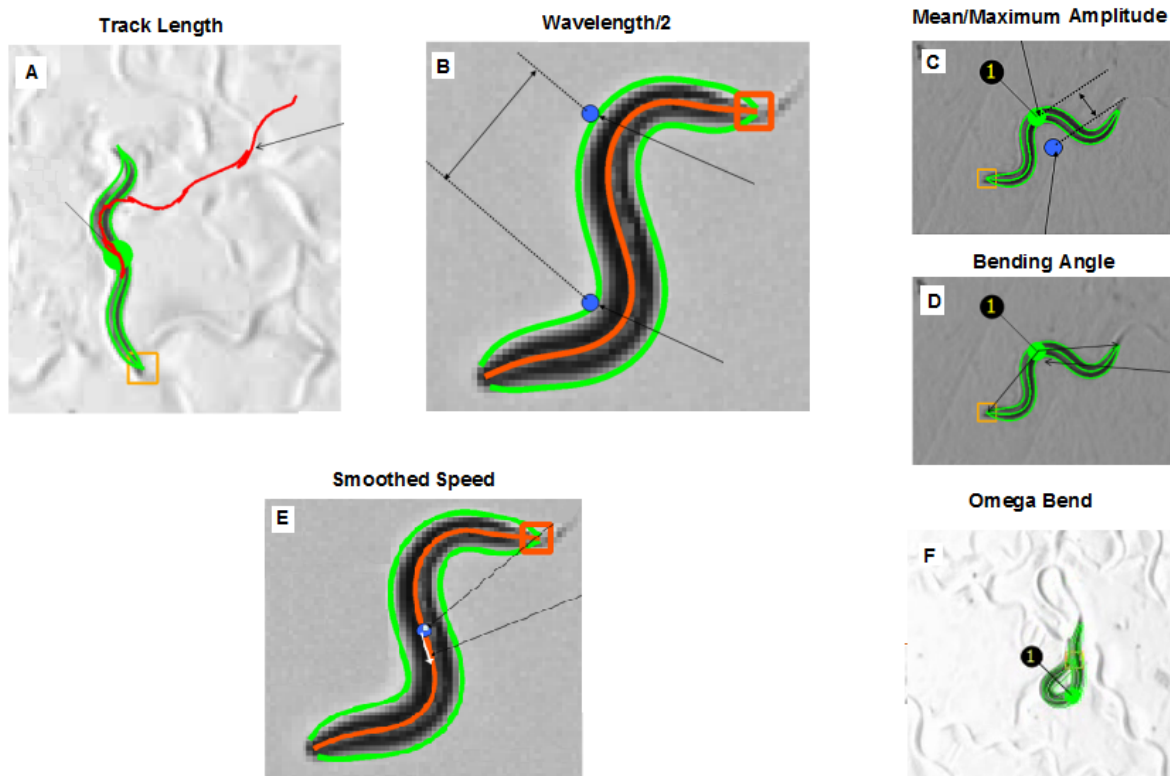 Track Length
A
Wavelength/2
B
Mean/Maximum Amplitude
C
1
Bending Angle
D
1
Smoothed Speed
E
Omega Bend
F
1